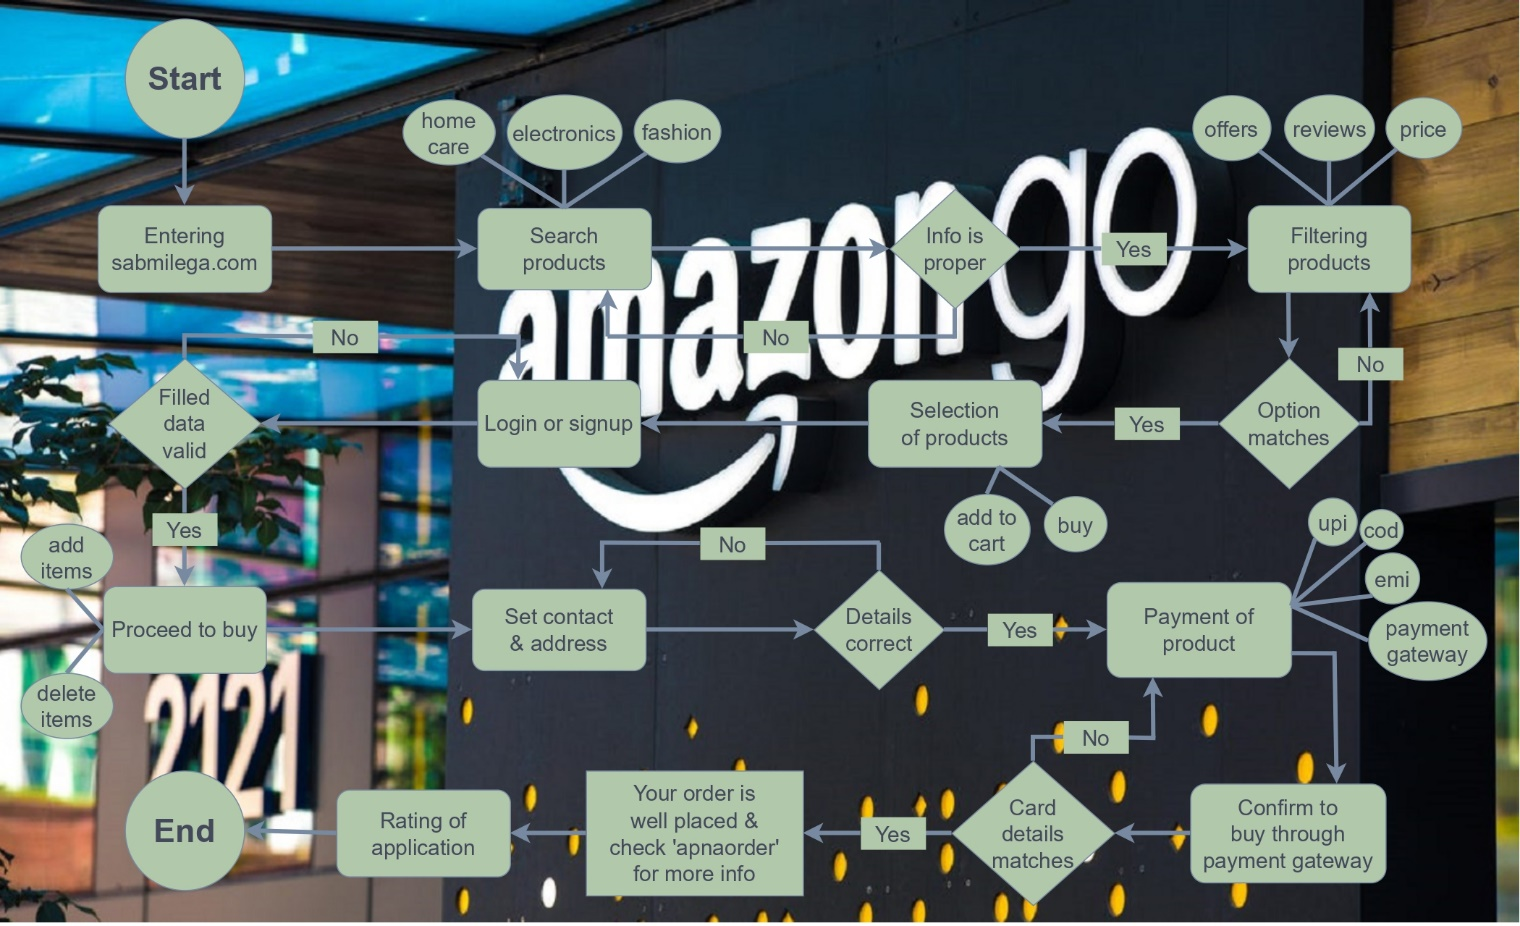 Start
home
care
electronics
fashion
offers
reviews
price
Entering
sabmilega.com
Search
products
Info is
proper
Yes
Filtering
products
amazon go
No
No
No
Filled
data
valid
Login or signup
Selection
of products
Yes
Option
matches
add to
cart
buy
upi
cod
emi
payment
gateway
Yes
add
items
delete
items
Proceed to buy
No
Set contact
& address
Details
correct
Yes
Payment of
product
2121
No
End
Rating of
application
Your order is
well placed &
check 'apnaorder'
for more info
Yes
Card
details
matches
Confirm to
buy through
payment gateway